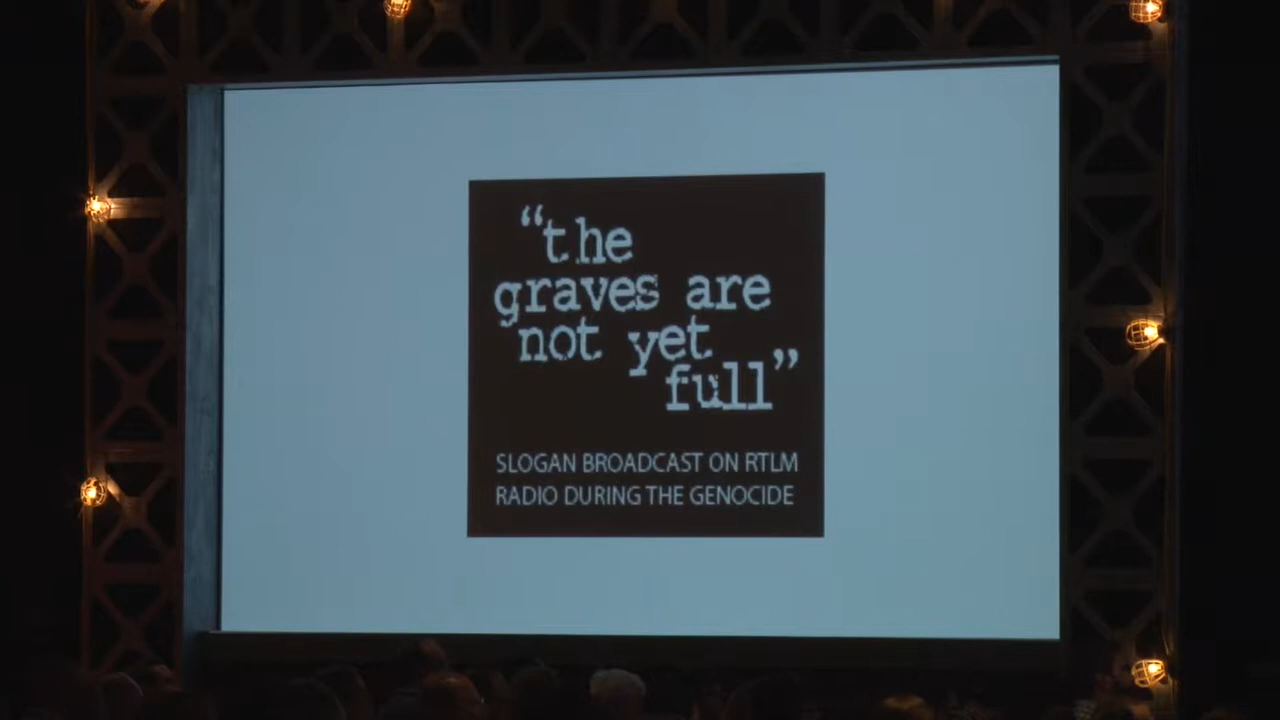 “the
graves are
not yet
full”
SLOGAN BROADCAST ON RTLM
RADIO DURING THE GENOCIDE